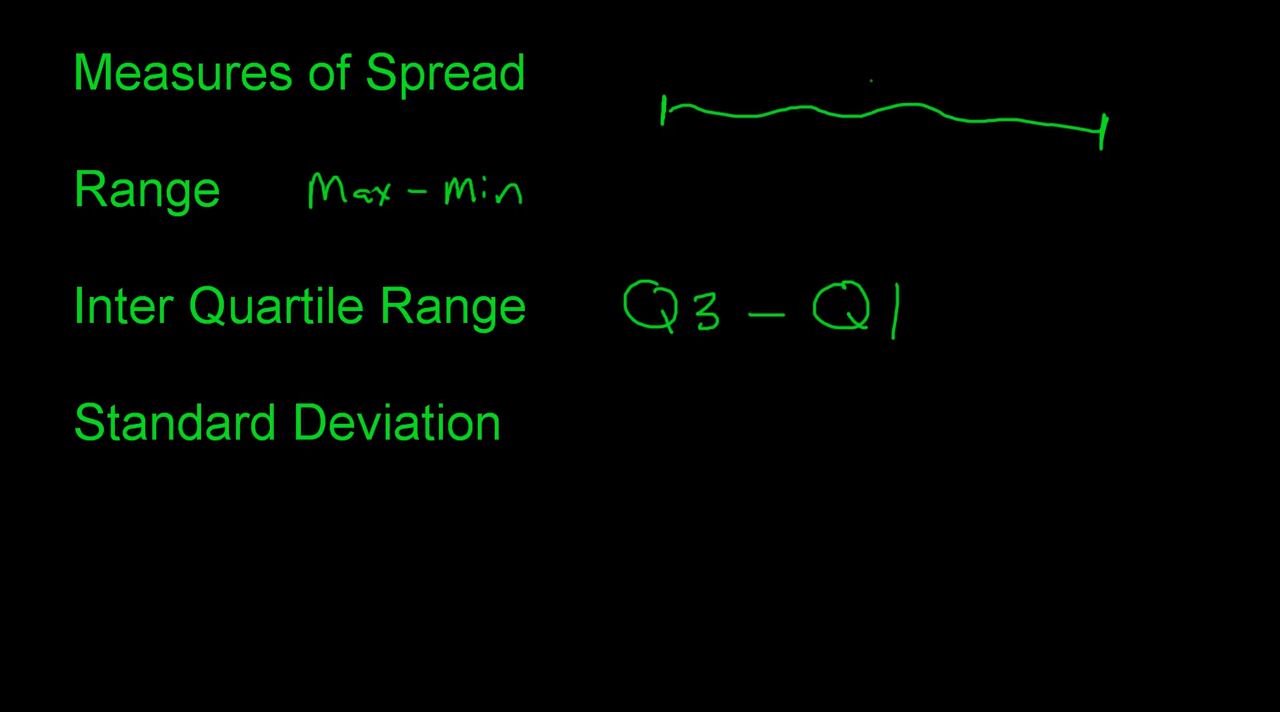 Measures of Spread
Range Max - Min
Inter Quartile Range Q3 - Q1
Standard Deviation